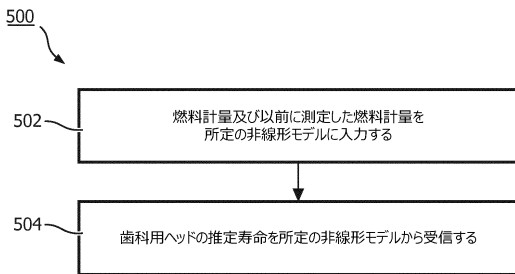 500
502
燃料計量及び以前に測定した燃料計量を
所定の非線形モデルに入力する
504
歯科用ヘッドの推定寿命を所定の非線形モデルから受信する